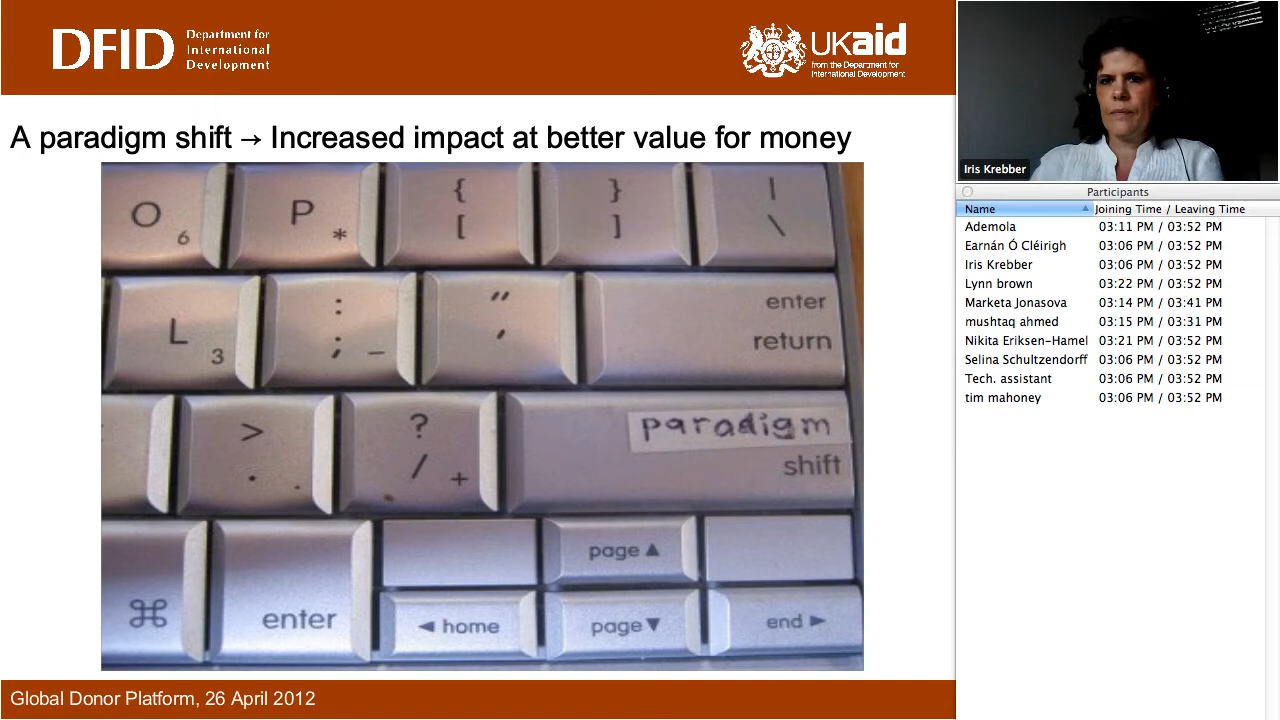 DFID Department for
International
Development
UKaid
from the Department for
International Development
A paradigm shift → Increased impact at better value for money
O 6 P * { [ } ] | \
L 3 : ; _ " ' enter
return
> . . ? / + paradigm
shift
⌘ enter page ▲
◄ home page ▼ end ►
Global Donor Platform, 26 April 2012
Iris Krebber
Participants
Name Joining Time / Leaving Time
Ademola 03:11 PM / 03:52 PM
Earnán Ó Cléirigh 03:06 PM / 03:52 PM
Iris Krebber 03:06 PM / 03:52 PM
Lynn brown 03:22 PM / 03:52 PM
Marketa Jonasova 03:14 PM / 03:41 PM
mushtaq ahmed 03:15 PM / 03:31 PM
Nikita Eriksen-Hamel 03:21 PM / 03:52 PM
Selina Schultzendorff 03:06 PM / 03:52 PM
Tech. assistant 03:06 PM / 03:52 PM
tim mahoney 03:06 PM / 03:52 PM